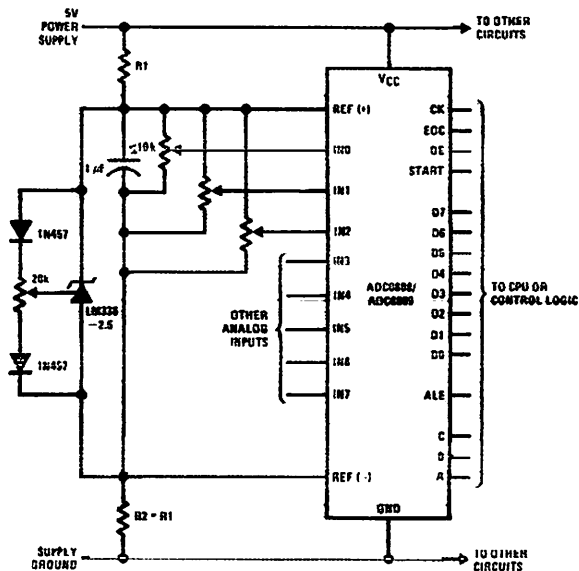 5V
POWER
SUPPLY
TO OTHER
CIRCUITS
R1
VCC
REF (+)
CK
EOC
OE
START
10k
IN0
1 µF
IN1
IN2
IN3
IN4
IN5
IN6
IN7
D7
D6
D5
D4
D3
D2
D1
D0
1N457
20k
LM336
-2.5
1N457
OTHER
ANALOG
INPUTS
ADC0808/
ADC0809
TO CPU OR
CONTROL LOGIC
ALE
C
B
A
REF (-)
R2 = R1
GND
SUPPLY
GROUND
TO OTHER
CIRCUITS